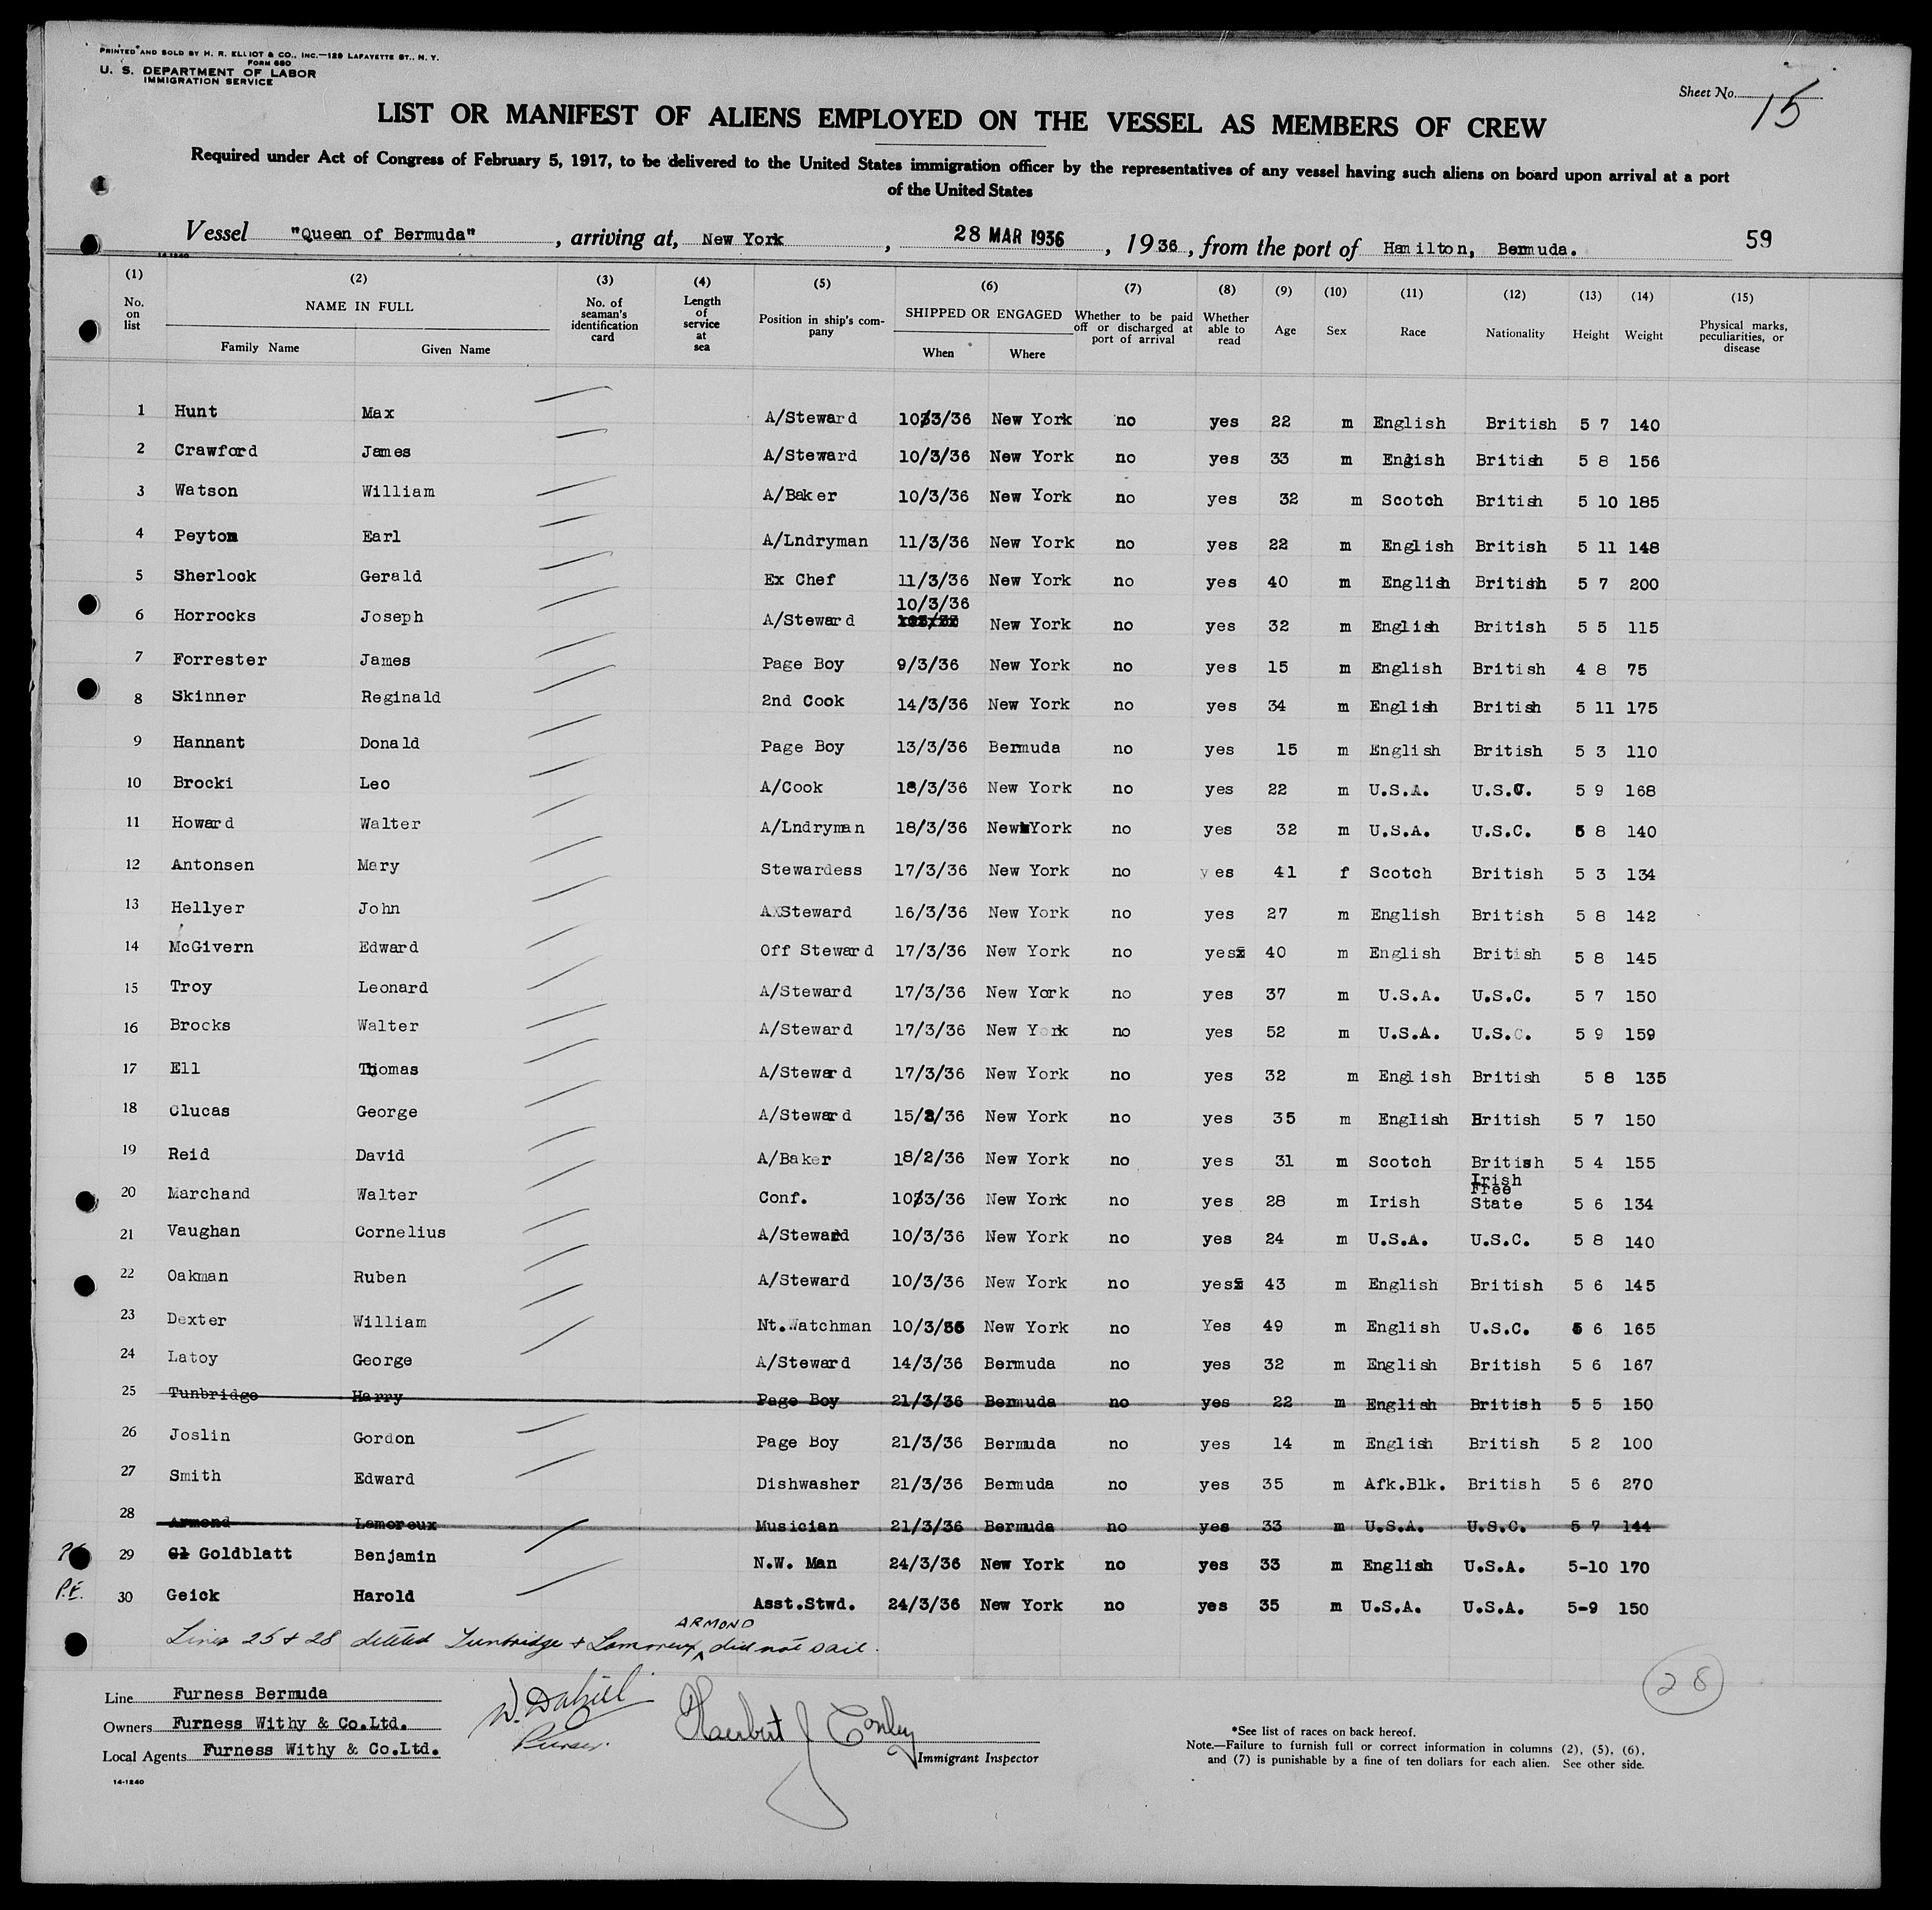 PRINTED AND SOLD BY H. R. ELLIOT & CO., INC.—129 LAFAYETTE ST., N. Y.
FORM 680
U. S. DEPARTMENT OF LABOR
IMMIGRATION SERVICE
Sheet No. 15
LIST OR MANIFEST OF ALIENS EMPLOYED ON THE VESSEL AS MEMBERS OF CREW
Required under Act of Congress of February 5, 1917, to be delivered to the United States immigration officer by the representatives of any vessel having such aliens on board upon arrival at a port
of the United States
Vessel "Queen of Bermuda", arriving at, New York, 28 MAR 1936, 1936, from the port of Hamilton, Bermuda. 59
14-1240
(1) (2) (3) (4) (5) (6) (7) (8) (9) (10) (11) (12) (13) (14) (15)
No. on list NAME IN FULL Family Name Given Name No. of seaman's identification card Length of service at sea Position in ship's company SHIPPED OR ENGAGED When Where Whether to be paid off or discharged at port of arrival Whether able to read Age Sex Race Nationality Height Weight Physical marks, peculiarities, or disease
1 Hunt Max A/Steward 10/3/36 New York no yes 22 m English British 5 7 140
2 Crawford James A/Steward 10/3/36 New York no yes 33 m English British 5 8 156
3 Watson William A/Baker 10/3/36 New York no yes 32 m Scotch British 5 10 185
4 Peyton Earl A/Lndryman 11/3/36 New York no yes 22 m English British 5 11 148
5 Sherlock Gerald Ex Chef 11/3/36 New York no yes 40 m English British 5 7 200
6 Horrocks Joseph A/Steward 10/3/36 New York no yes 32 m English British 5 5 115
7 Forrester James Page Boy 9/3/36 New York no yes 15 m English British 4 8 75
8 Skinner Reginald 2nd Cook 14/3/36 New York no yes 34 m English British 5 11 175
9 Hannant Donald Page Boy 13/3/36 Bermuda no yes 15 m English British 5 3 110
10 Brocki Leo A/Cook 18/3/36 New York no yes 22 m U.S.A. U.S.C. 5 9 168
11 Howard Walter A/Lndryman 18/3/36 New York no yes 32 m U.S.A. U.S.C. 5 8 140
12 Antonsen Mary Stewardess 17/3/36 New York no yes 41 f Scotch British 5 3 134
13 Hellyer John AXSteward 16/3/36 New York no yes 27 m English British 5 8 142
14 McGivern Edward Off Steward 17/3/36 New York no yes 40 m English British 5 8 145
15 Troy Leonard A/Steward 17/3/36 New York no yes 37 m U.S.A. U.S.C. 5 7 150
16 Brocks Walter A/Steward 17/3/36 New York no yes 52 m U.S.A. U.S.C. 5 9 159
17 Ell Thomas A/Steward 17/3/36 New York no yes 32 m English British 5 8 135
18 Clucas George A/Steward 15/2/36 New York no yes 35 m English British 5 7 150
19 Reid David A/Baker 18/2/36 New York no yes 31 m Scotch British 5 4 155
20 Marchand Walter Conf. 10/3/36 New York no yes 28 m Irish Irish Free State 5 6 134
21 Vaughan Cornelius A/Steward 10/3/36 New York no yes 24 m U.S.A. U.S.C. 5 8 140
22 Oakman Ruben A/Steward 10/3/36 New York no yes 43 m English British 5 6 145
23 Dexter William Nt.Watchman 10/3/36 New York no Yes 49 m English U.S.C. 5 6 165
24 Latoy George A/Steward 14/3/36 Bermuda no yes 32 m English British 5 6 167
25 Tunbridge Harry Page Boy 21/3/36 Bermuda no yes 22 m English British 5 5 150
26 Joslin Gordon Page Boy 21/3/36 Bermuda no yes 14 m English British 5 2 100
27 Smith Edward Dishwasher 21/3/36 Bermuda no yes 35 m Afk.Blk. British 5 6 270
28 Armond Lamoreux Musician 21/3/36 Bermuda no yes 33 m U.S.A. U.S.C. 5 7 144
29 Gl Goldblatt Benjamin N.W. Man 24/3/36 New York no yes 33 m English U.S.A. 5-10 170
P.E. 30 Geick Harold Asst.Stwd. 24/3/36 New York no yes 35 m U.S.A. U.S.A. 5-9 150
ARMOND
Lines 25 & 28 deleted Tunbridge & Lamoreux did not sail.
28
Line Furness Bermuda
Owners Furness Withy & Co.Ltd.
Local Agents Furness Withy & Co.Ltd.
Purser.
Herbert J Conley
Immigrant Inspector
*See list of races on back hereof.
Note.—Failure to furnish full or correct information in columns (2), (5), (6),
and (7) is punishable by a fine of ten dollars for each alien. See other side.
14-1240